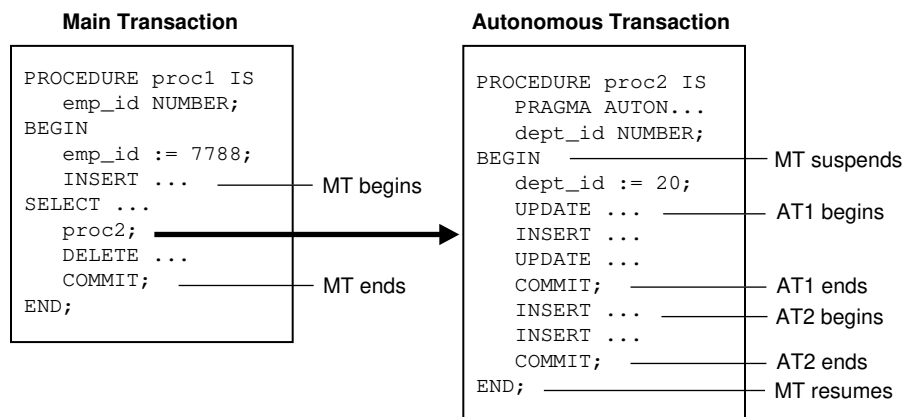 Main Transaction
PROCEDURE proc1 IS
emp_id NUMBER;
BEGIN
emp_id := 7788;
INSERT ...
MT begins
SELECT ...
proc2;
DELETE ...
COMMIT;
MT ends
END;
Autonomous Transaction
PROCEDURE proc2 IS
PRAGMA AUTON...
dept_id NUMBER;
BEGIN
MT suspends
dept_id := 20;
UPDATE ...
AT1 begins
INSERT ...
UPDATE ...
COMMIT;
AT1 ends
INSERT ...
AT2 begins
INSERT ...
COMMIT;
AT2 ends
END;
MT resumes